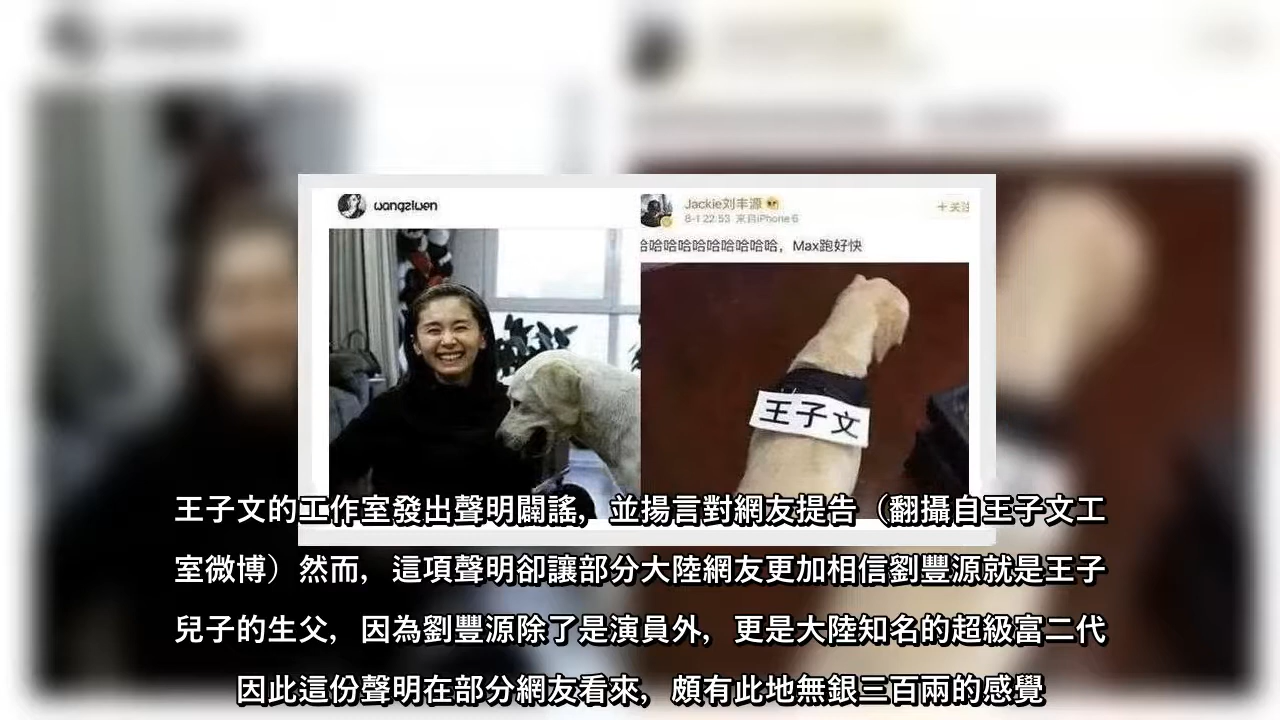 wangziwen
Jackie刘丰源
+关注
8-1 22:53 来自iPhone 6
哈哈哈哈哈哈哈哈哈哈，Max跑好快
王子文
王子文的工作室發出聲明闢謠，並揚言對網友提告（翻攝自王子文工
室微博）然而，這項聲明卻讓部分大陸網友更加相信劉豐源就是王子
兒子的生父，因為劉豐源除了是演員外，更是大陸知名的超級富二代
因此這份聲明在部分網友看來，頗有此地無銀三百兩的感覺